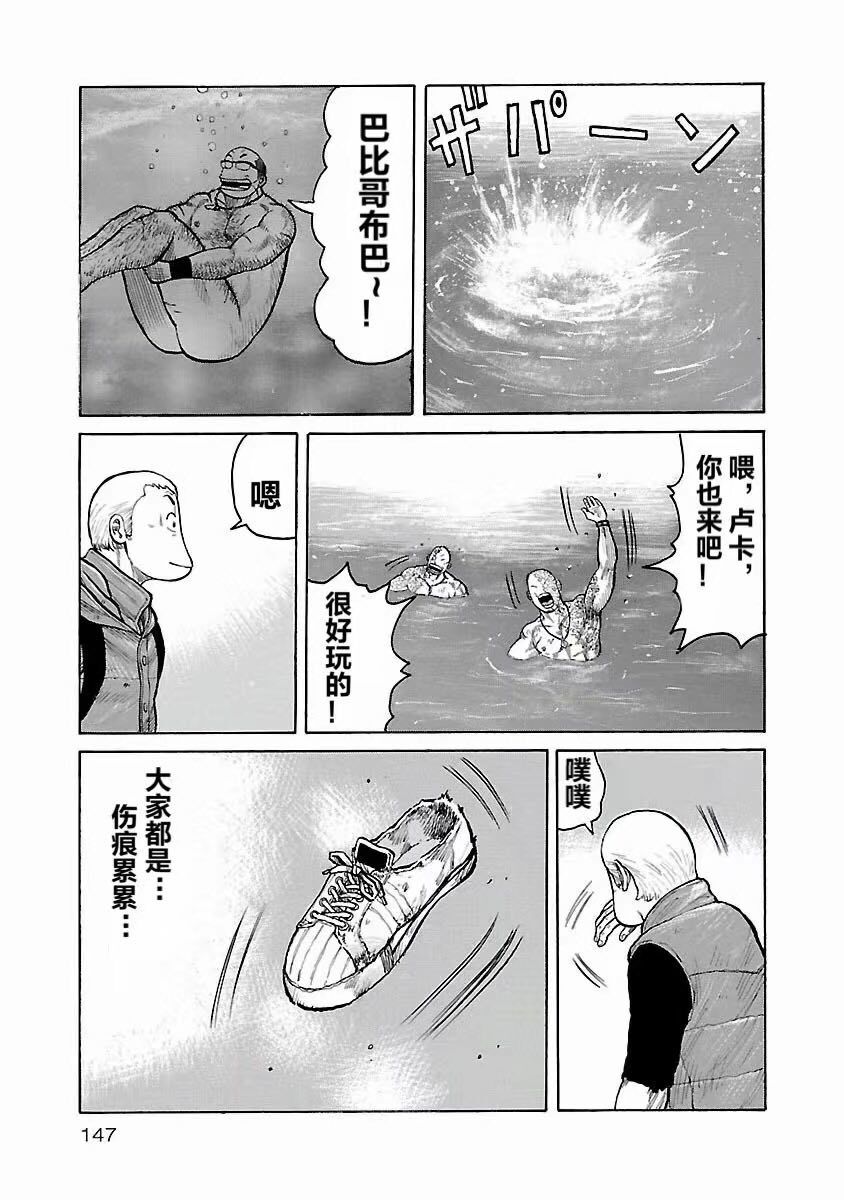 ザパーン
巴比哥布巴~!
喂，卢卡，
你也来吧！
很好玩的！
嗯
噗噗
大家都是…
伤痕累累…
147